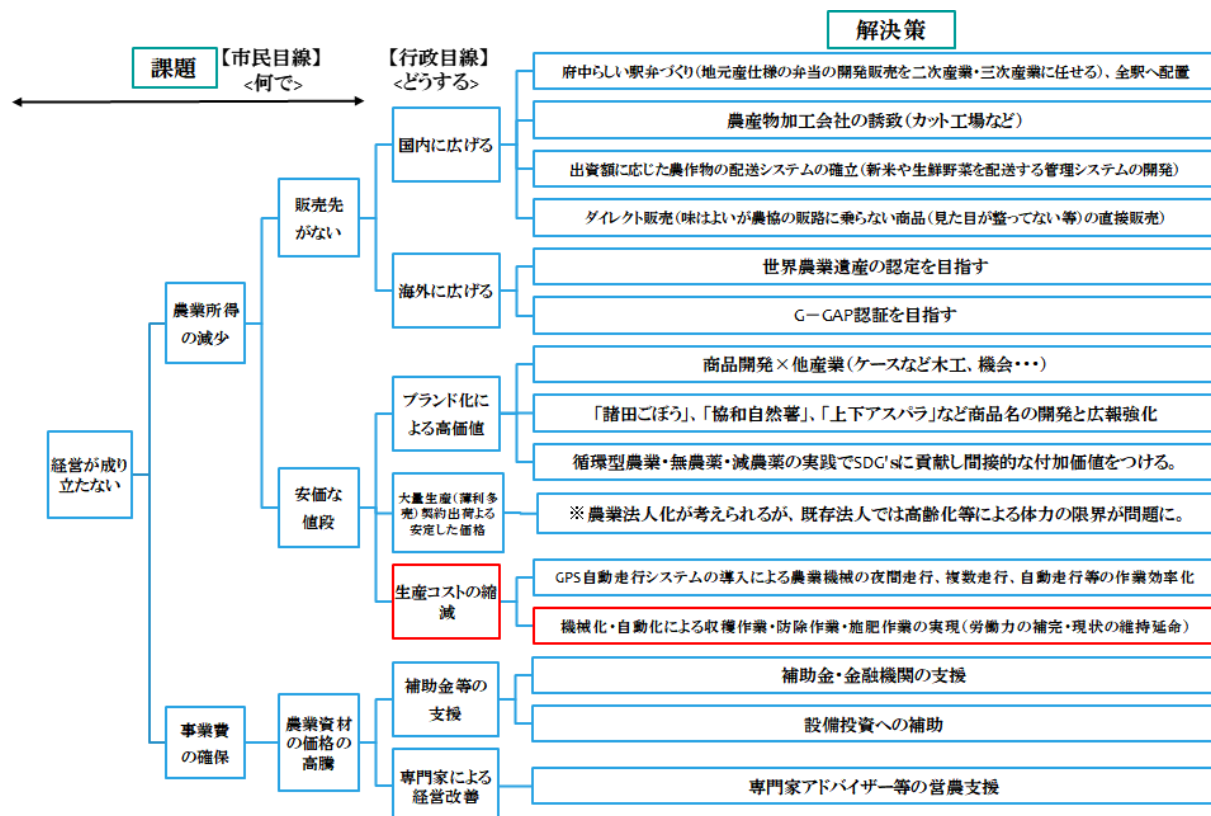 課題
【市民目線】
<何で>
【行政目線】
<どうする>
解決策
経営が成り
立たない
農業所得
の減少
販売先
がない
国内に広げる
府中らしい駅弁づくり(地元産仕様の弁当の開発販売を二次産業・三次産業に任せる)、全駅へ配置
農産物加工会社の誘致(カット工場など)
出資額に応じた農作物の配送システムの確立(新米や生鮮野菜を配送する管理システムの開発)
ダイレクト販売(味はよいが農協の販路に乗らない商品(見た目が整ってない等)の直接販売)
海外に広げる
世界農業遺産の認定を目指す
G-GAP認証を目指す
安価な
値段
ブランド化に
よる高価値
商品開発×他産業(ケースなど木工、機会・・・)
「諸田ごぼう」、「協和自然薯」、「上下アスパラ」など商品名の開発と広報強化
循環型農業・無農薬・減農薬の実践でSDG'sに貢献し間接的な付加価値をつける。
大量生産(薄利多
売)契約出荷よる
安定した価格
※農業法人化が考えられるが、既存法人では高齢化等による体力の限界が問題に。
生産コストの縮
減
GPS自動走行システムの導入による農業機械の夜間走行、複数走行、自動走行等の作業効率化
機械化・自動化による収穫作業・防除作業・施肥作業の実現(労働力の補完・現状の維持延命)
事業費
の確保
農業資材
の価格の
高騰
補助金等の
支援
補助金・金融機関の支援
設備投資への補助
専門家による
経営改善
専門家アドバイザー等の営農支援